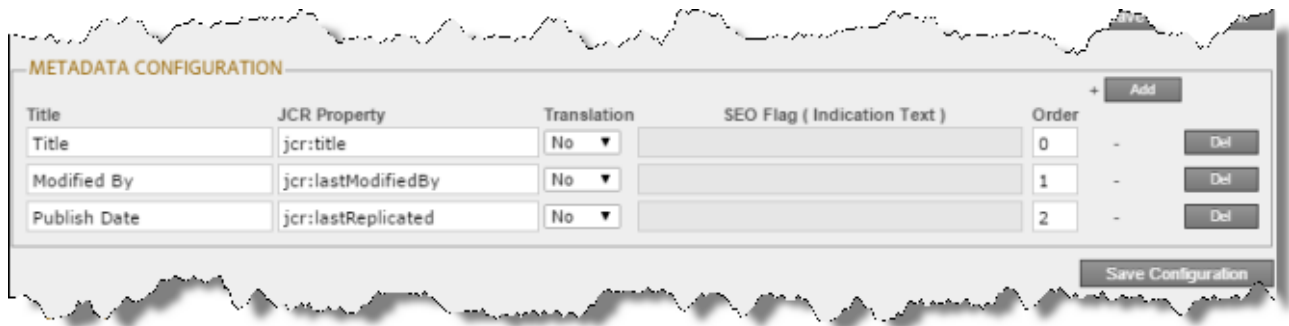 METADATA CONFIGURATION
+ Add
Title JCR Property Translation SEO Flag ( Indication Text ) Order
Title jcr:title No ▼ 0 - Del
Modified By jcr:lastModifiedBy No ▼ 1 - Del
Publish Date jcr:lastReplicated No ▼ 2 - Del
Save Configuration